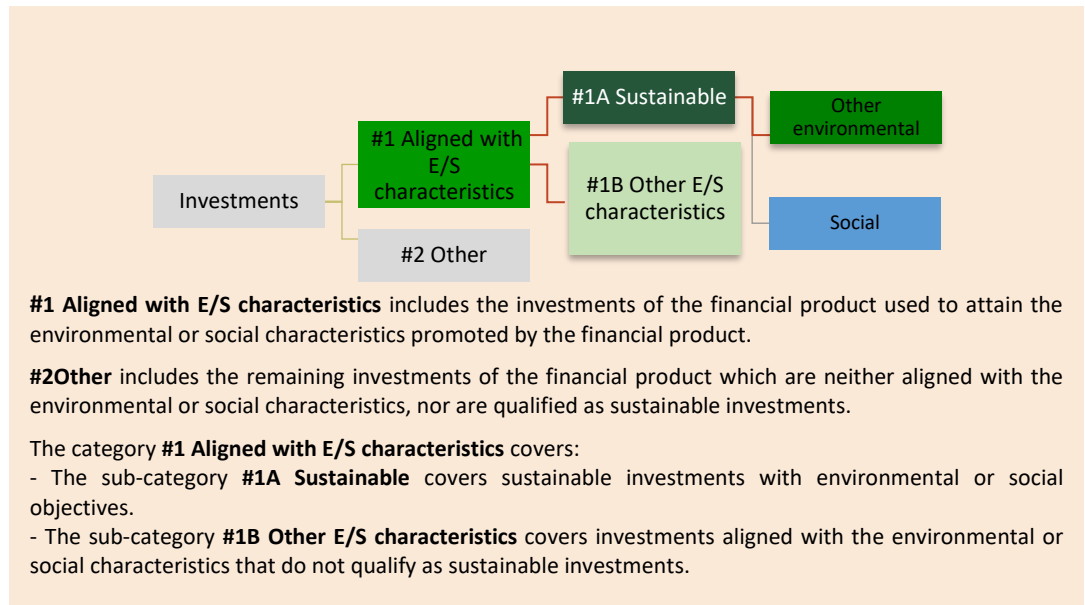 #1A Sustainable
Other
environmental
#1 Aligned with
E/S
characteristics
#1B Other E/S
characteristics
Investments
Social
#2 Other
#1 Aligned with E/S characteristics includes the investments of the financial product used to attain the
environmental or social characteristics promoted by the financial product.
#2Other includes the remaining investments of the financial product which are neither aligned with the
environmental or social characteristics, nor are qualified as sustainable investments.
The category #1 Aligned with E/S characteristics covers:
- The sub-category #1A Sustainable covers sustainable investments with environmental or social
objectives.
- The sub-category #1B Other E/S characteristics covers investments aligned with the environmental or
social characteristics that do not qualify as sustainable investments.